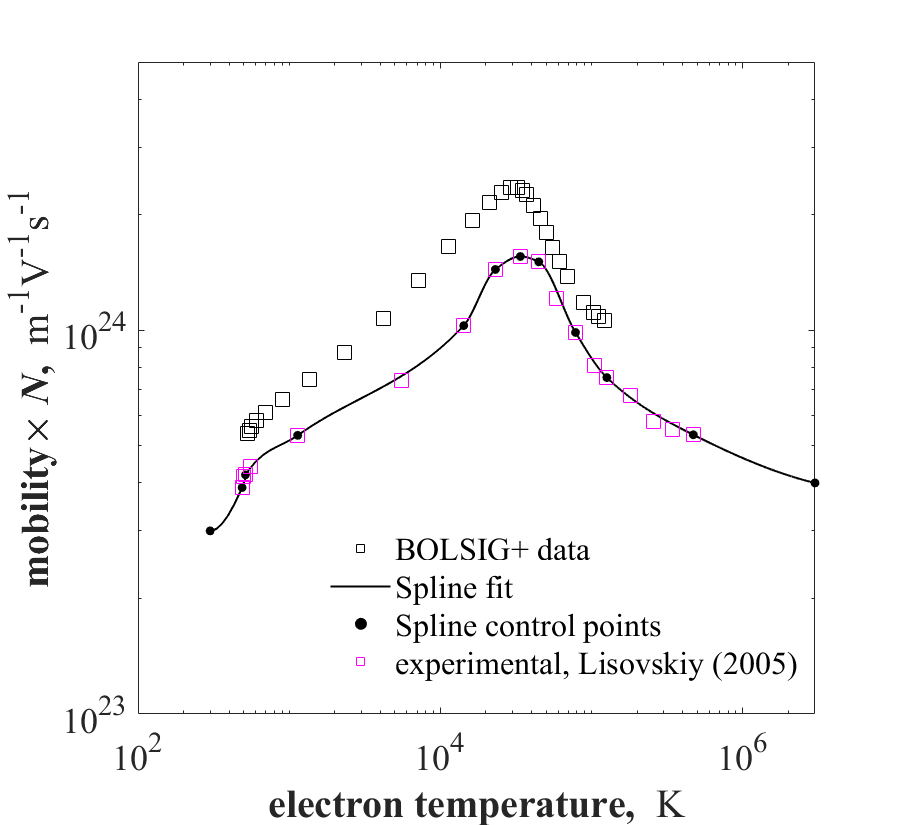 mobility× N, m⁻¹V⁻¹s⁻¹
10²⁴
10²³
BOLSIG+ data
Spline fit
Spline control points
experimental, Lisovskiy (2005)
10² 10⁴ 10⁶
electron temperature, K